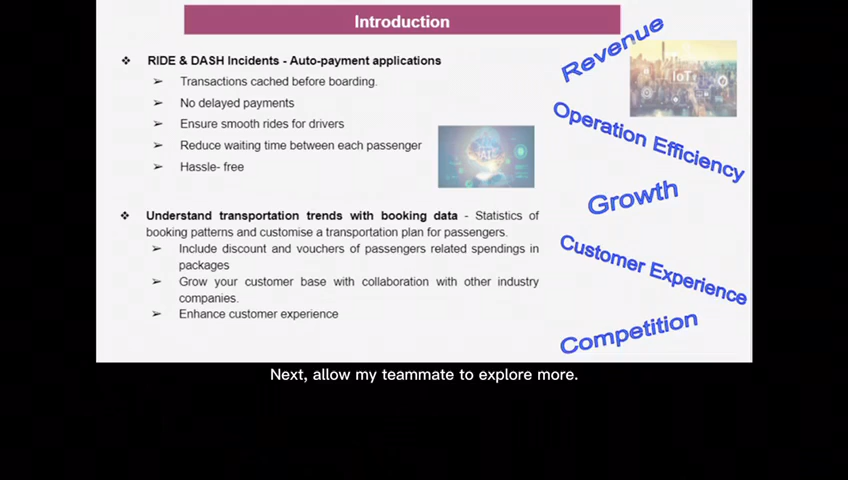 Introduction
❖ RIDE & DASH Incidents - Auto-payment applications
➢ Transactions cached before boarding.
➢ No delayed payments
➢ Ensure smooth rides for drivers
➢ Reduce waiting time between each passenger
➢ Hassle- free
❖ Understand transportation trends with booking data - Statistics of
booking patterns and customise a transportation plan for passengers.
➢ Include discount and vouchers of passengers related spendings in
packages
➢ Grow your customer base with collaboration with other industry
companies.
➢ Enhance customer experience
Revenue
IoT
Operation Efficiency
AI
Growth
Customer Experience
Competition
Next, allow my teammate to explore more.